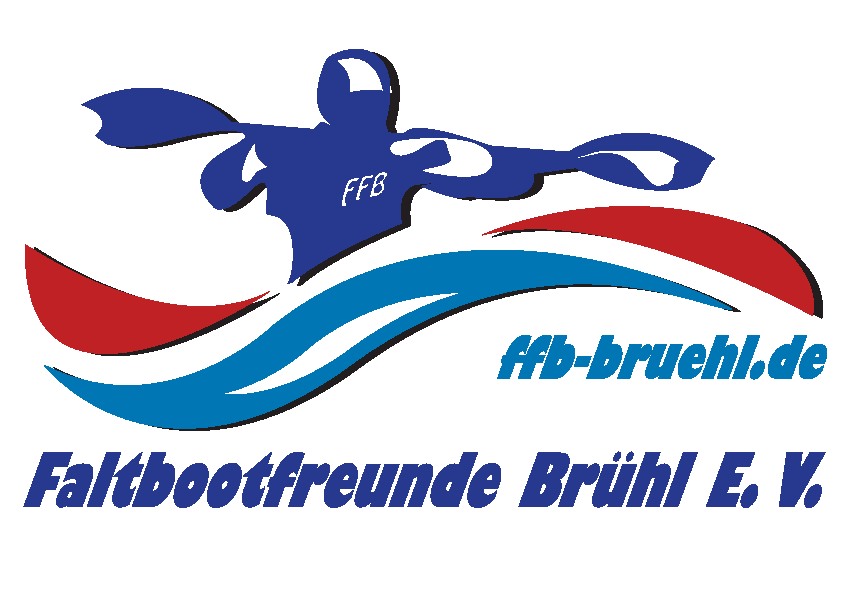 FFB
ffb-bruehl.de
Faltbootfreunde Brühl E. V.